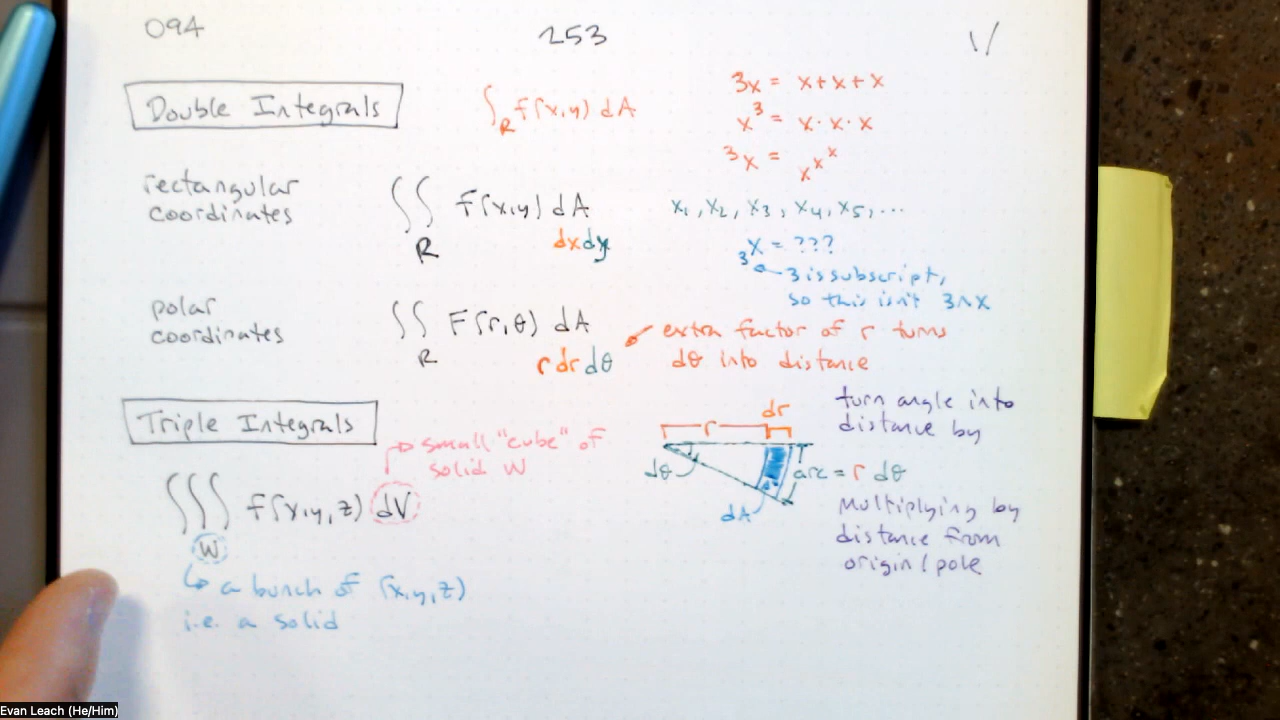 094
253
1/
Double Integrals
∫_R f(x,y) dA
3x = x+x+x
x³ = x·x·x
³x = x^x^x
rectangular
coordinates
∬ f(x,y) dA
R
dxdy
x₁, x₂, x₃, x₄, x₅, ...
₃x = ???
3 is subscript,
so this isn't 3^x
polar
coordinates
∬ F(r,θ) dA
R
r dr dθ
extra factor of r turns
dθ into distance
Triple Integrals
small "cube" of
solid W
∭ f(x,y,z) dV
W
a bunch of (x,y,z)
i.e. a solid
r
dr
dθ
arc = r dθ
dA
turn angle into
distance by
multiplying by
distance from
origin/pole
Evan Leach (He/Him)